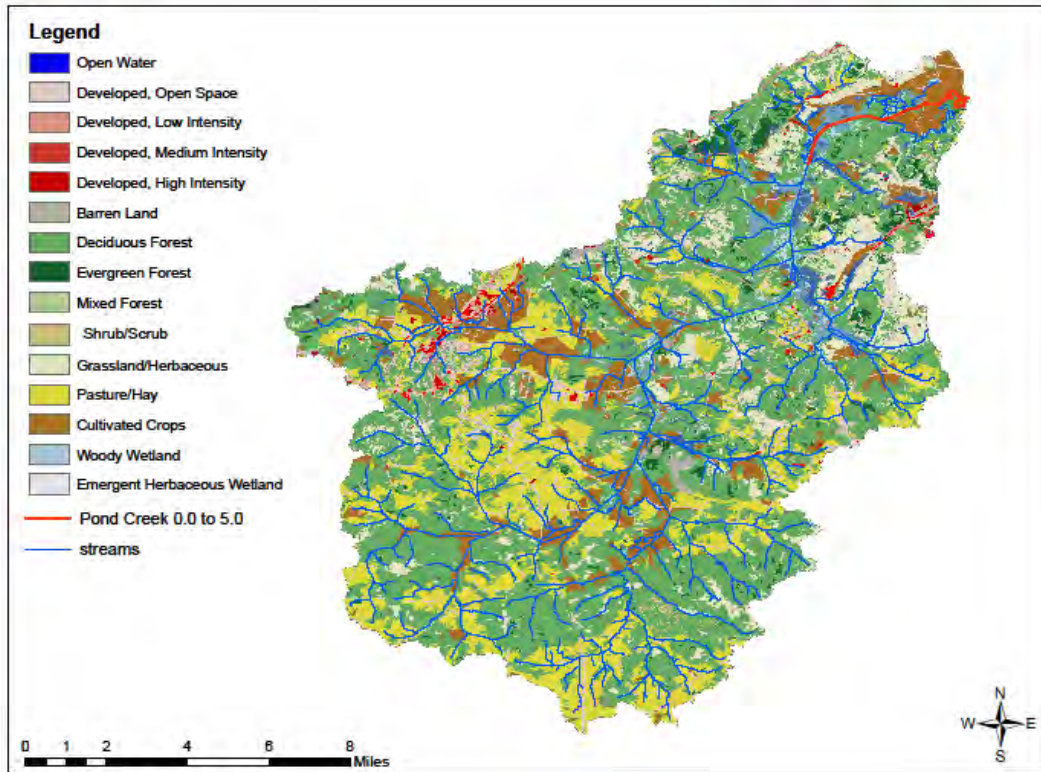 Legend
Open Water
Developed, Open Space
Developed, Low Intensity
Developed, Medium Intensity
Developed, High Intensity
Barren Land
Deciduous Forest
Evergreen Forest
Mixed Forest
Shrub/Scrub
Grassland/Herbaceous
Pasture/Hay
Cultivated Crops
Woody Wetland
Emergent Herbaceous Wetland
Pond Creek 0.0 to 5.0
streams
N
W E
S
0 1 2 4 6 8
Miles